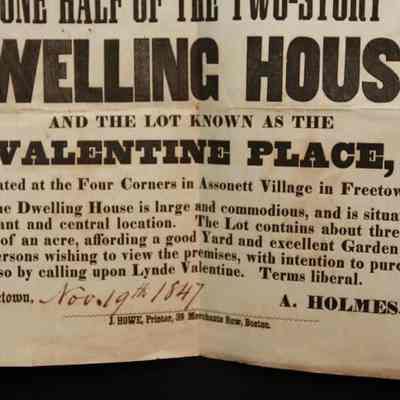 ONE HALF OF THE TWO-STORY
WELLING HOUS
AND THE LOT KNOWN AS THE
VALENTINE PLACE,
ated at the Four Corners in Assonett Village in Freetow
he Dwelling House is large and commodious, and is situa
ant and central location. The Lot contains about thre
of an acre, affording a good Yard and excellent Garden
ersons wishing to view the premises, with intention to purc
so by calling upon Lynde Valentine. Terms liberal.
etown, Nov. 19th 1847 A. HOLMES.
J. HOWE, Printer, 39 Merchants Row, Boston.